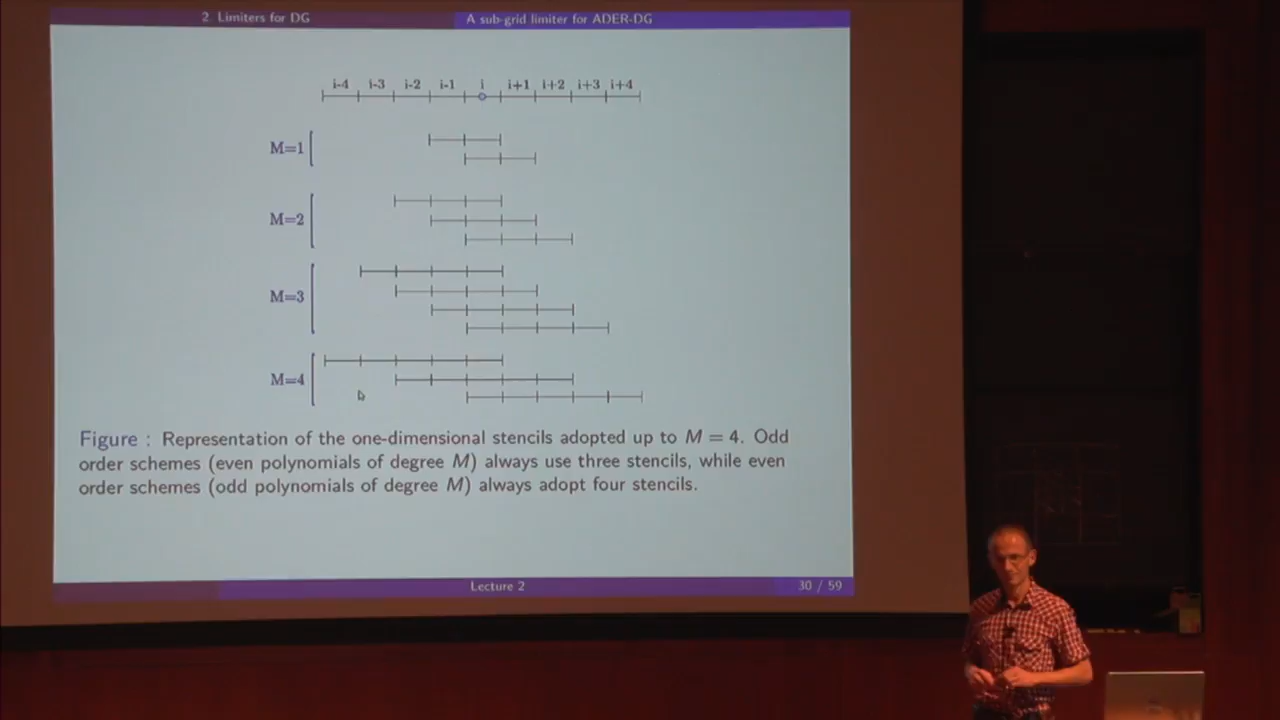 2. Limiters for DG
A sub-grid limiter for ADER-DG
i-4 i-3 i-2 i-1 i i+1 i+2 i+3 i+4
M=1
M=2
M=3
M=4
Figure : Representation of the one-dimensional stencils adopted up to M = 4. Odd
order schemes (even polynomials of degree M) always use three stencils, while even
order schemes (odd polynomials of degree M) always adopt four stencils.
Lecture 2
30 / 59